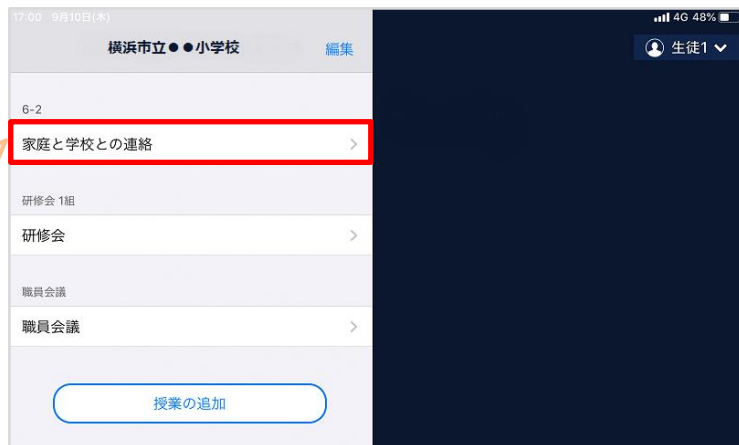 17:00 9月10日(木)
4G 48%
横浜市立●●小学校 編集
生徒1
6-2
家庭と学校との連絡
研修会 1組
研修会
職員会議
職員会議
授業の追加